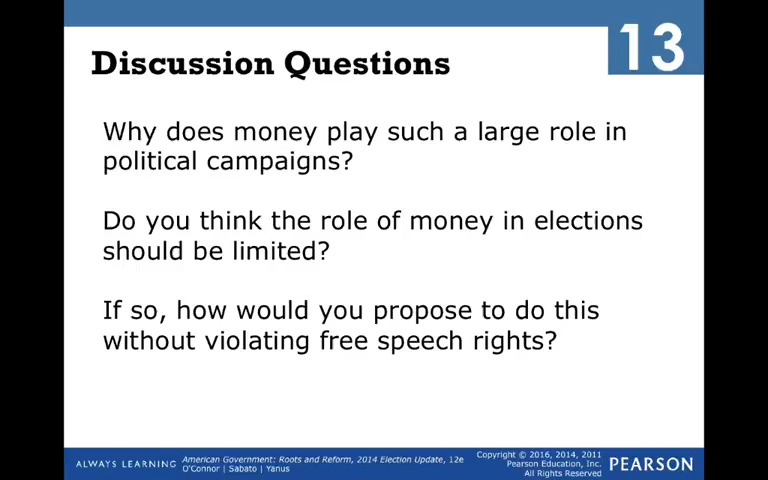 13
Discussion Questions
Why does money play such a large role in
political campaigns?
Do you think the role of money in elections
should be limited?
If so, how would you propose to do this
without violating free speech rights?
ALWAYS LEARNING
American Government: Roots and Reform, 2014 Election Update, 12e
O'Connor | Sabato | Yanus
Copyright © 2016, 2014, 2011
Pearson Education, Inc.
All Rights Reserved
PEARSON